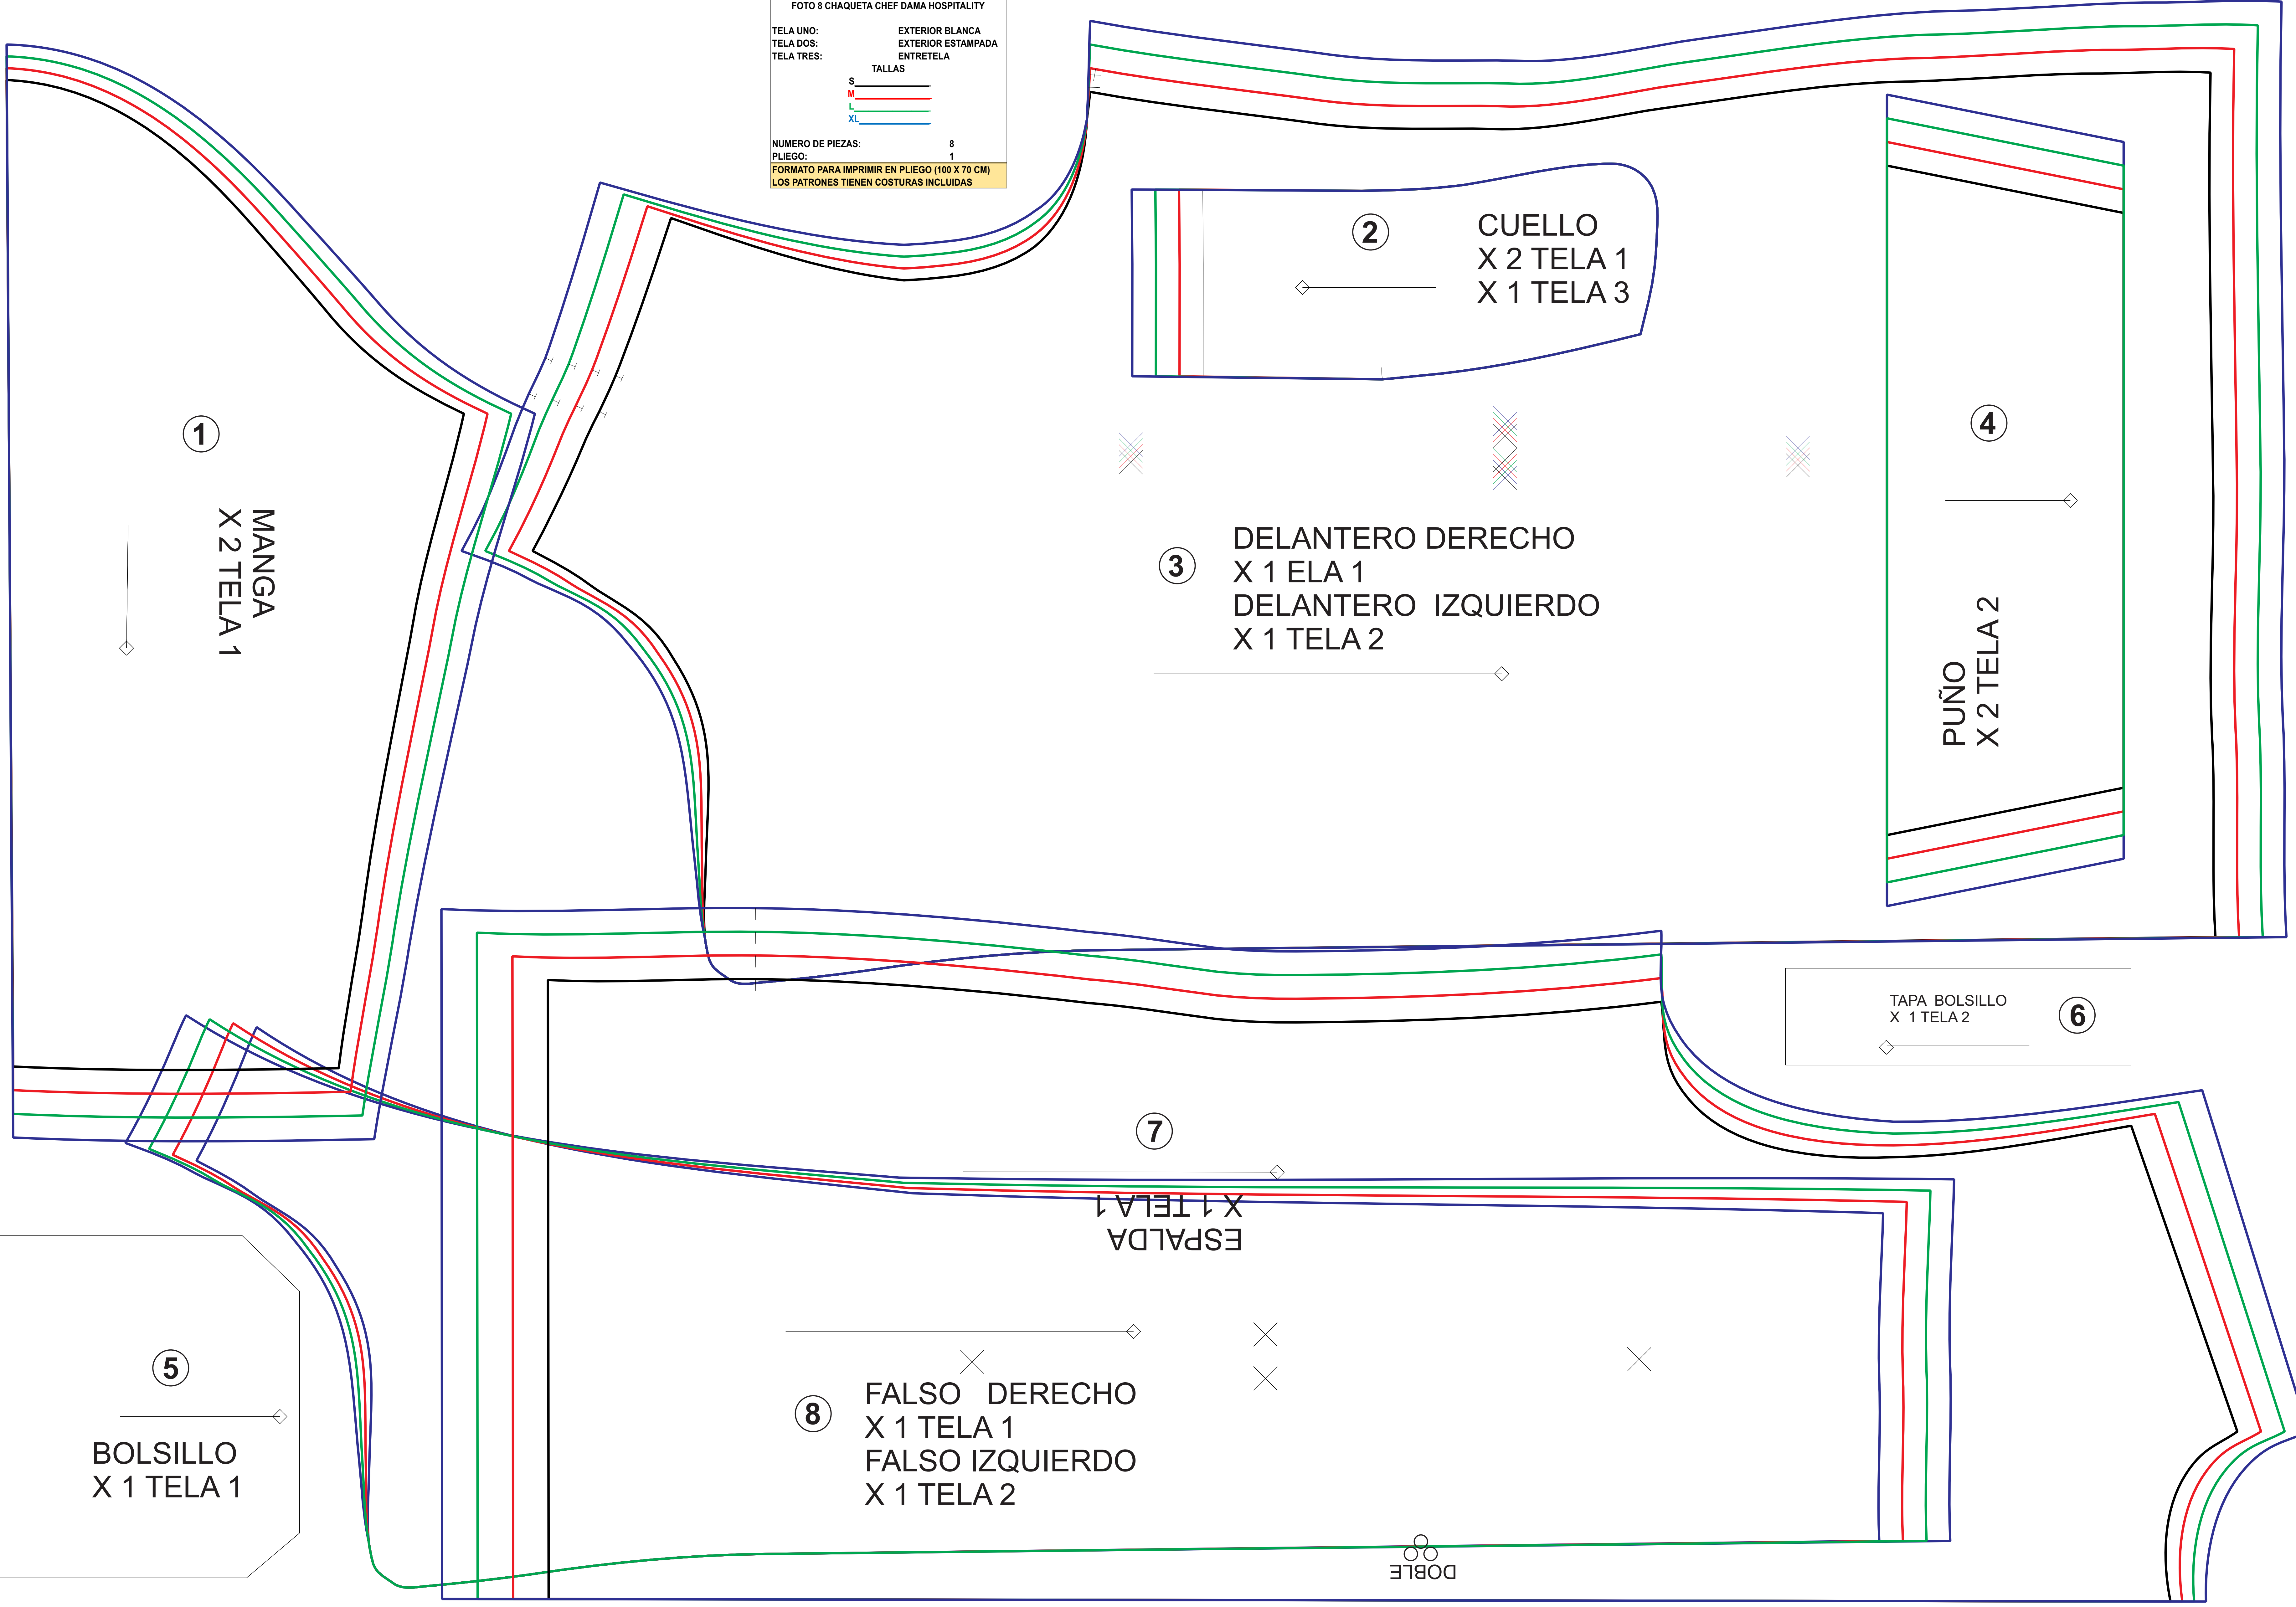 FOTO 8 CHAQUETA CHEF DAMA HOSPITALITY
TELA UNO: EXTERIOR BLANCA
TELA DOS: EXTERIOR ESTAMPADA
TELA TRES: ENTRETELA
TALLAS
S
M
L
XL
NUMERO DE PIEZAS: 8
PLIEGO: 1
FORMATO PARA IMPRIMIR EN PLIEGO (100 X 70 CM)
LOS PATRONES TIENEN COSTURAS INCLUIDAS
1
MANGA
X 2 TELA 1
2
CUELLO
X 2 TELA 1
X 1 TELA 3
3
DELANTERO DERECHO
X 1 ELA 1
DELANTERO IZQUIERDO
X 1 TELA 2
4
PUÑO
X 2 TELA 2
5
BOLSILLO
X 1 TELA 1
TAPA BOLSILLO
X 1 TELA 2
6
7
ESPALDA
X 1 TELA 1
8
FALSO DERECHO
X 1 TELA 1
FALSO IZQUIERDO
X 1 TELA 2
DOBLE